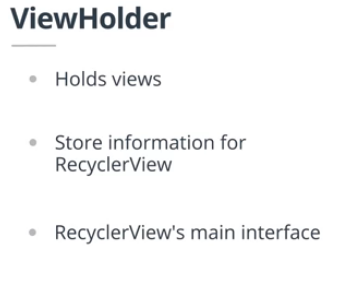 ViewHolder
Holds views
Store information for
RecyclerView
RecyclerView's main interface